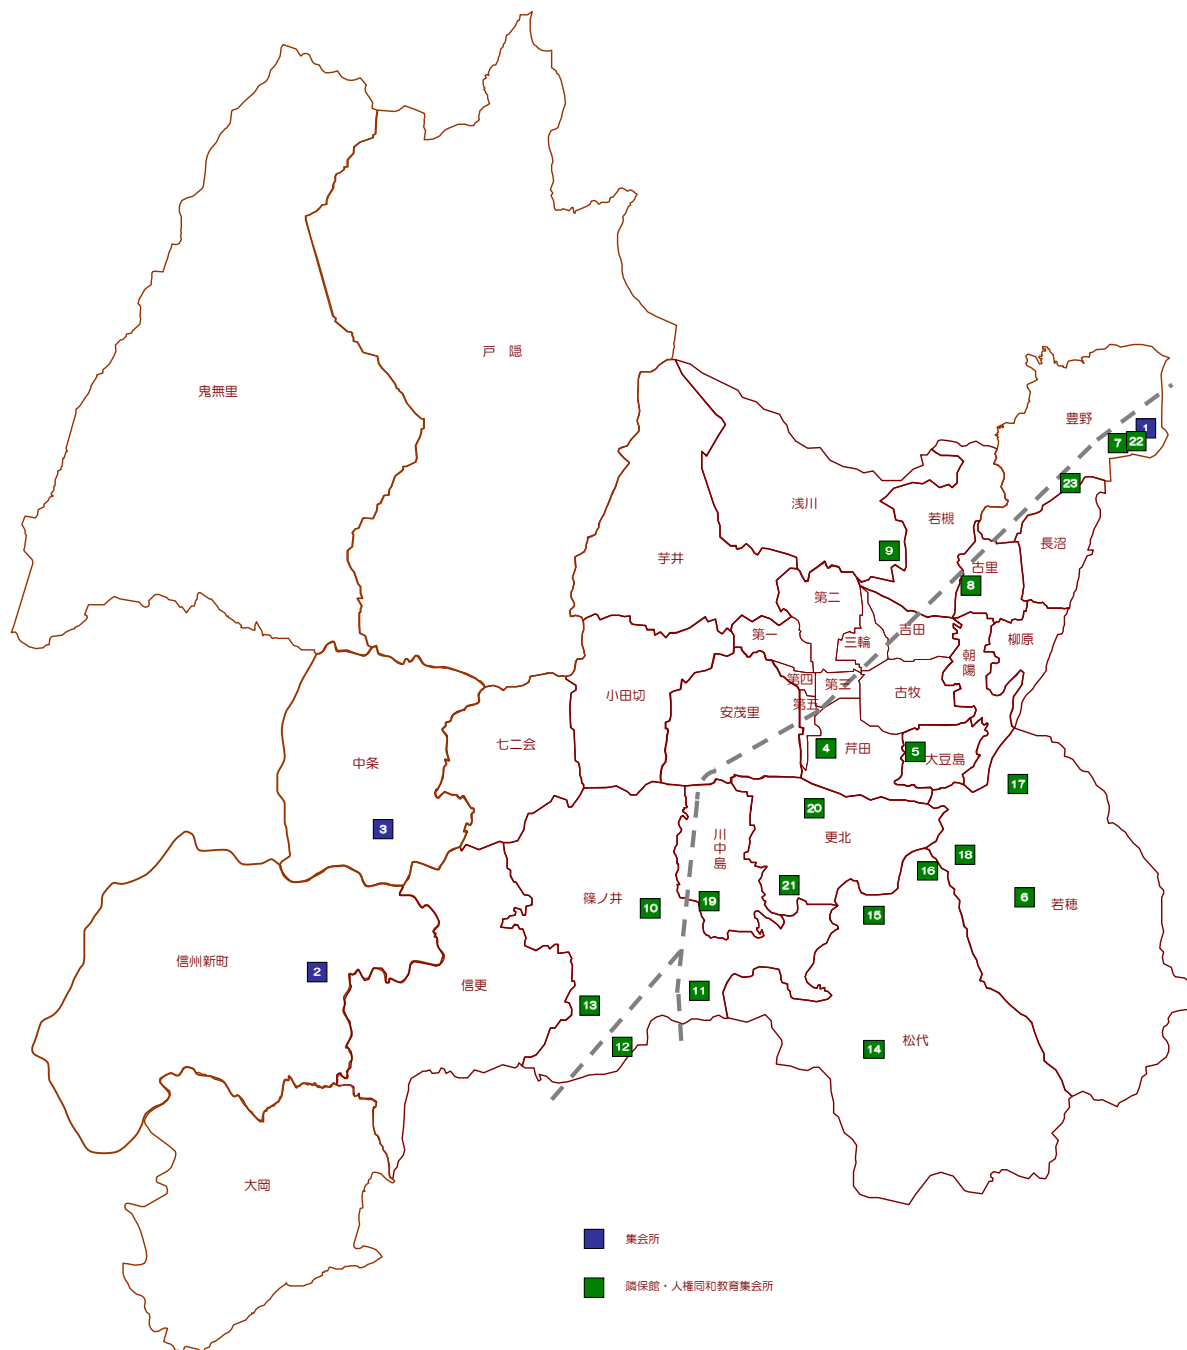 戸　隠
鬼無里
豊野
1
7
22
23
浅川
若槻
長沼
9
芋井
古里
8
第二
第一
吉田
三輪
柳原
朝陽
第四
第三
小田切
古牧
第五
安茂里
七二会
4
芹田
5
大豆島
中条
17
20
3
川中島
更北
18
16
21
6
篠ノ井
19
10
若穂
15
信州新町
2
信更
11
13
12
14
松代
大岡
集会所
隣保館・人権同和教育集会所